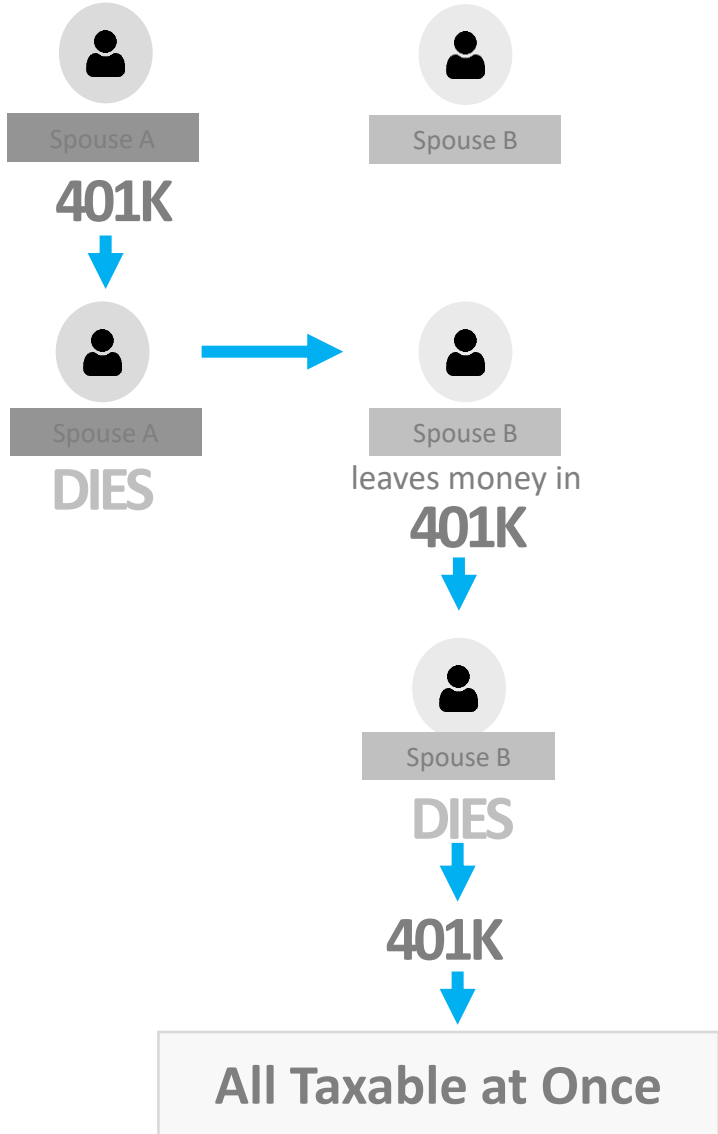 Spouse A
Spouse B
401K
Spouse A
Spouse B
DIES
leaves money in
401K
Spouse B
DIES
401K
All Taxable at Once